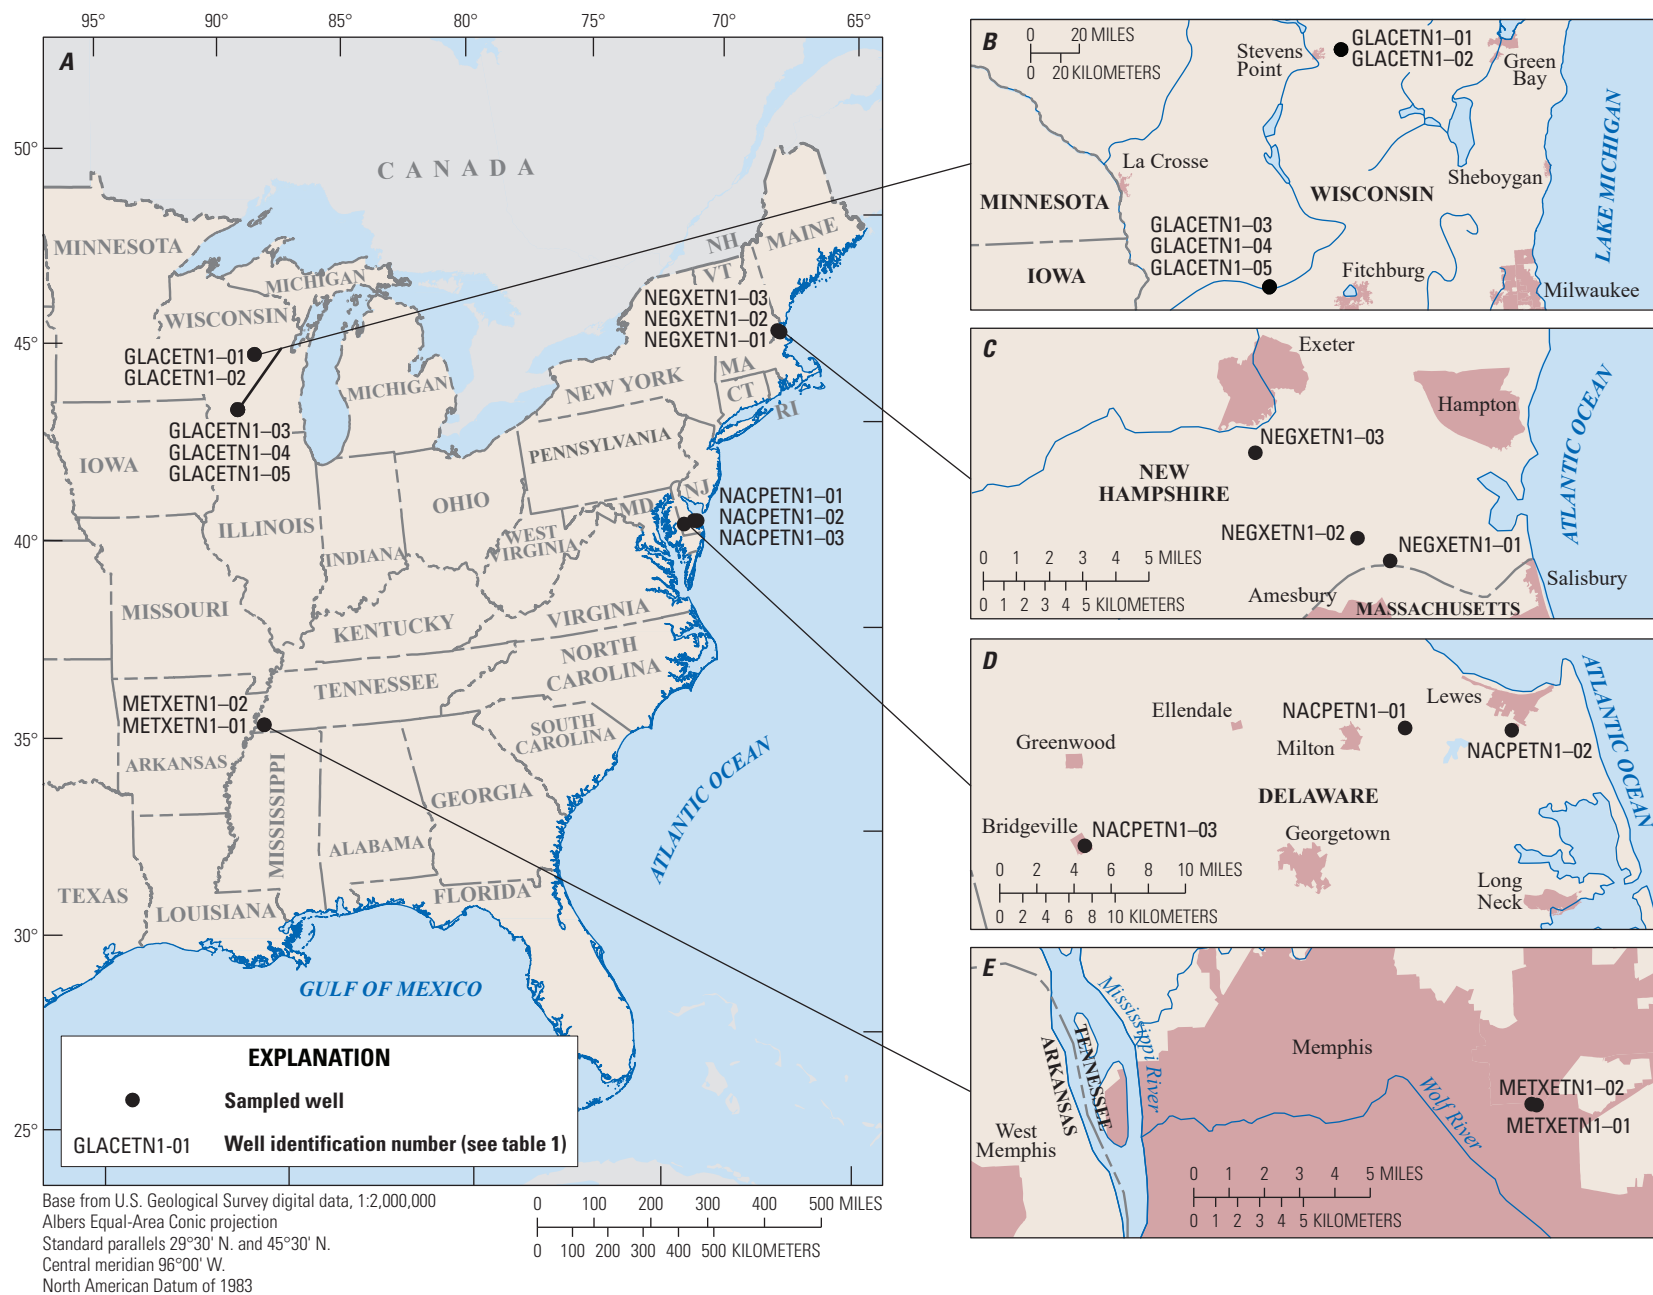 95°
90°
85°
80°
75°
70°
65°
A
50°
45°
40°
35°
30°
25°
CANADA
MINNESOTA
MICHIGAN
WISCONSIN
NH
MAINE
VT
NEGXETN1–03
NEGXETN1–02
NEGXETN1–01
GLACETN1–01
GLACETN1–02
MICHIGAN
NEW YORK
MA
CT
RI
GLACETN1–03
GLACETN1–04
GLACETN1–05
IOWA
PENNSYLVANIA
ILLINOIS
OHIO
NJ
MD
NACPETN1–01
NACPETN1–02
NACPETN1–03
INDIANA
WEST
VIRGINIA
MISSOURI
KENTUCKY
VIRGINIA
NORTH
CAROLINA
TENNESSEE
METXETN1–02
METXETN1–01
SOUTH
CAROLINA
ARKANSAS
MISSISSIPPI
GEORGIA
ALABAMA
ATLANTIC OCEAN
TEXAS
LOUISIANA
FLORIDA
GULF OF MEXICO
EXPLANATION
Sampled well
GLACETN1-01
Well identification number (see table 1)
Base from U.S. Geological Survey digital data, 1:2,000,000
Albers Equal-Area Conic projection
Standard parallels 29°30' N. and 45°30' N.
Central meridian 96°00' W.
North American Datum of 1983
0 100 200 300 400 500 MILES
0 100 200 300 400 500 KILOMETERS
B
0 20 MILES
0 20 KILOMETERS
Stevens
Point
GLACETN1–01
GLACETN1–02
Green
Bay
La Crosse
Sheboygan
MINNESOTA
WISCONSIN
LAKE MICHIGAN
GLACETN1–03
GLACETN1–04
GLACETN1–05
IOWA
Fitchburg
Milwaukee
C
Exeter
Hampton
ATLANTIC OCEAN
NEGXETN1–03
NEW
HAMPSHIRE
NEGXETN1–02
NEGXETN1–01
0 1 2 3 4 5 MILES
0 1 2 3 4 5 KILOMETERS
Amesbury
Salisbury
MASSACHUSETTS
D
Lewes
Ellendale
NACPETN1–01
Greenwood
Milton
NACPETN1–02
ATLANTIC OCEAN
DELAWARE
Bridgeville
NACPETN1–03
Georgetown
0 2 4 6 8 10 MILES
0 2 4 6 8 10 KILOMETERS
Long
Neck
E
Mississippi River
ARKANSAS
TENNESSEE
Memphis
Wolf River
METXETN1–02
METXETN1–01
West
Memphis
0 1 2 3 4 5 MILES
0 1 2 3 4 5 KILOMETERS